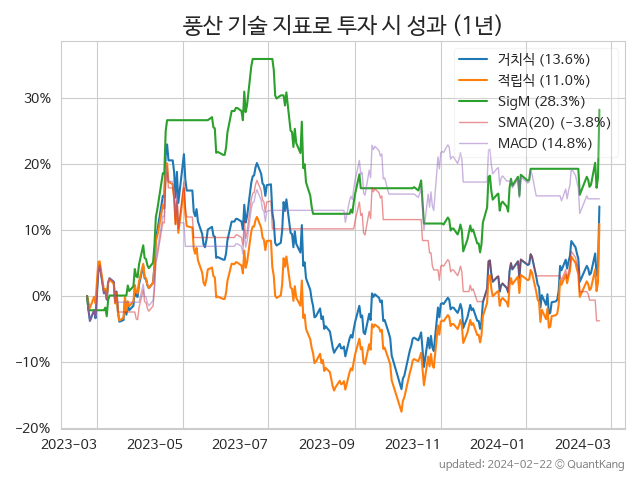 풍산 기술 지표로 투자 시 성과 (1년)
거치식 (13.6%)
적립식 (11.0%)
SigM (28.3%)
SMA(20) (−3.8%)
MACD (14.8%)
30%
20%
10%
0%
−10%
−20%
2023-03 2023-05 2023-07 2023-09 2023-11 2024-01 2024-03
updated: 2024-02-22 © QuantKang